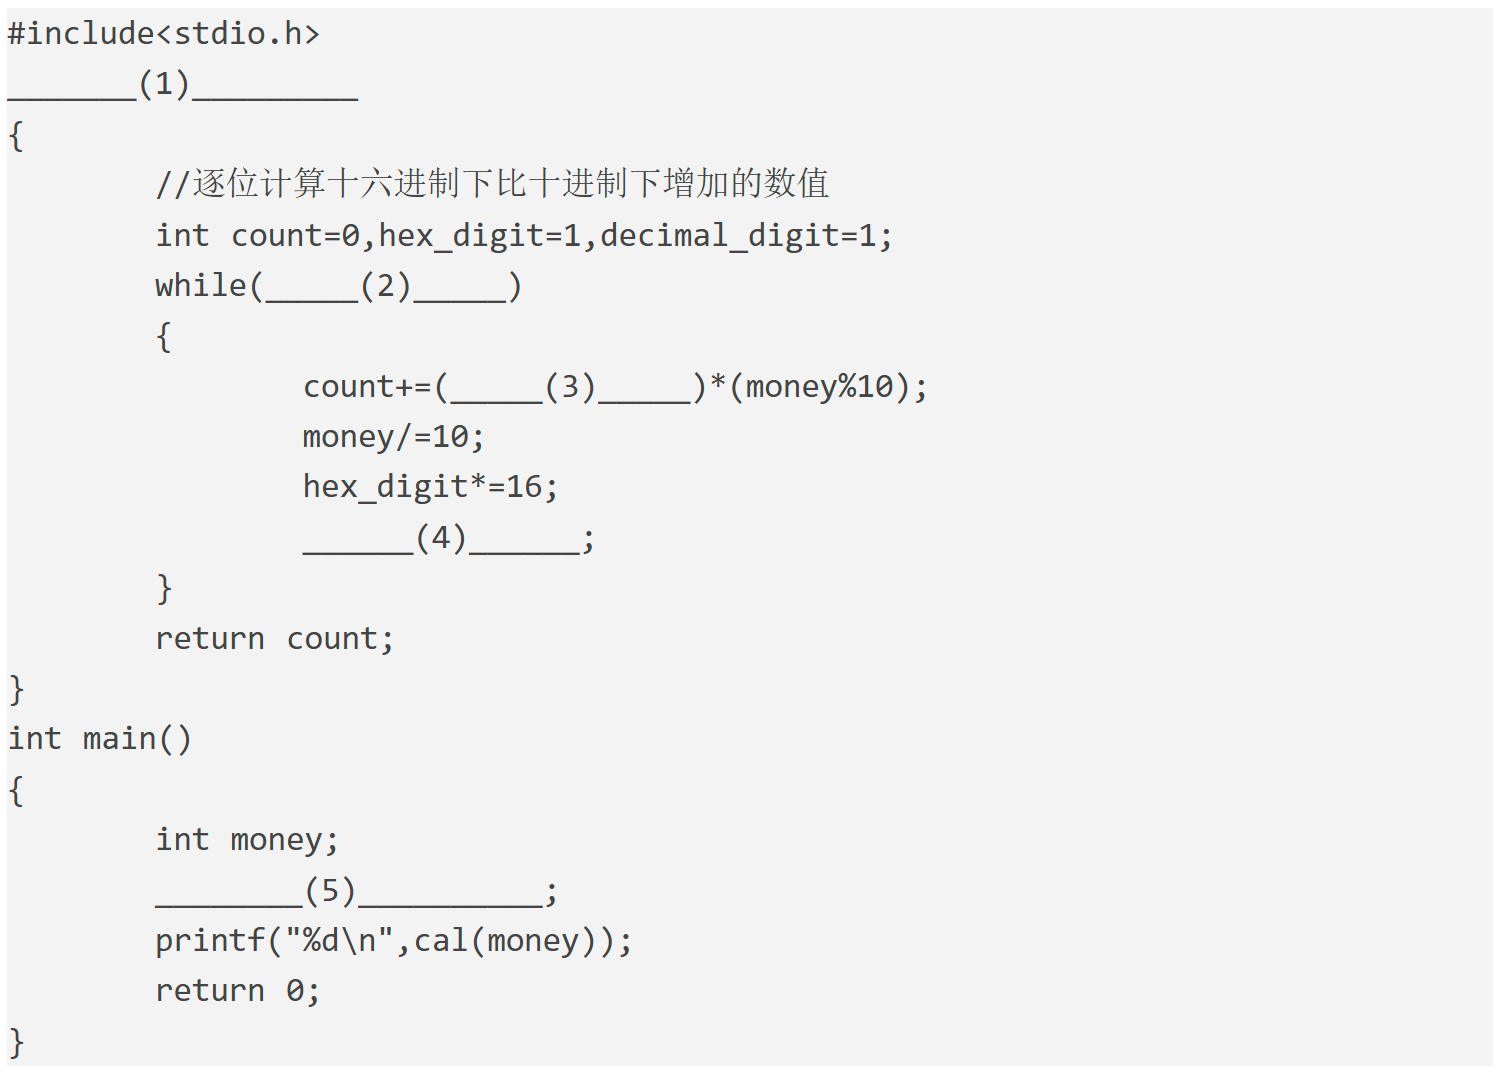 #include<stdio.h>
_______(1)_________
{
//逐位计算十六进制下比十进制下增加的数值
int count=0,hex_digit=1,decimal_digit=1;
while(_____(2)_____)
{
count+=(_____(3)_____)*(money%10);
money/=10;
hex_digit*=16;
______(4)______;
}
return count;
}
int main()
{
int money;
________(5)__________;
printf("%d\n",cal(money));
return 0;
}